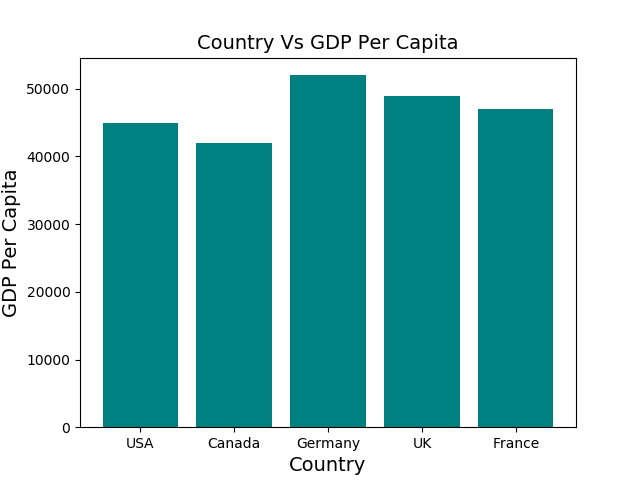 Country Vs GDP Per Capita
GDP Per Capita
50000
40000
30000
20000
10000
0
USA Canada Germany UK France
Country